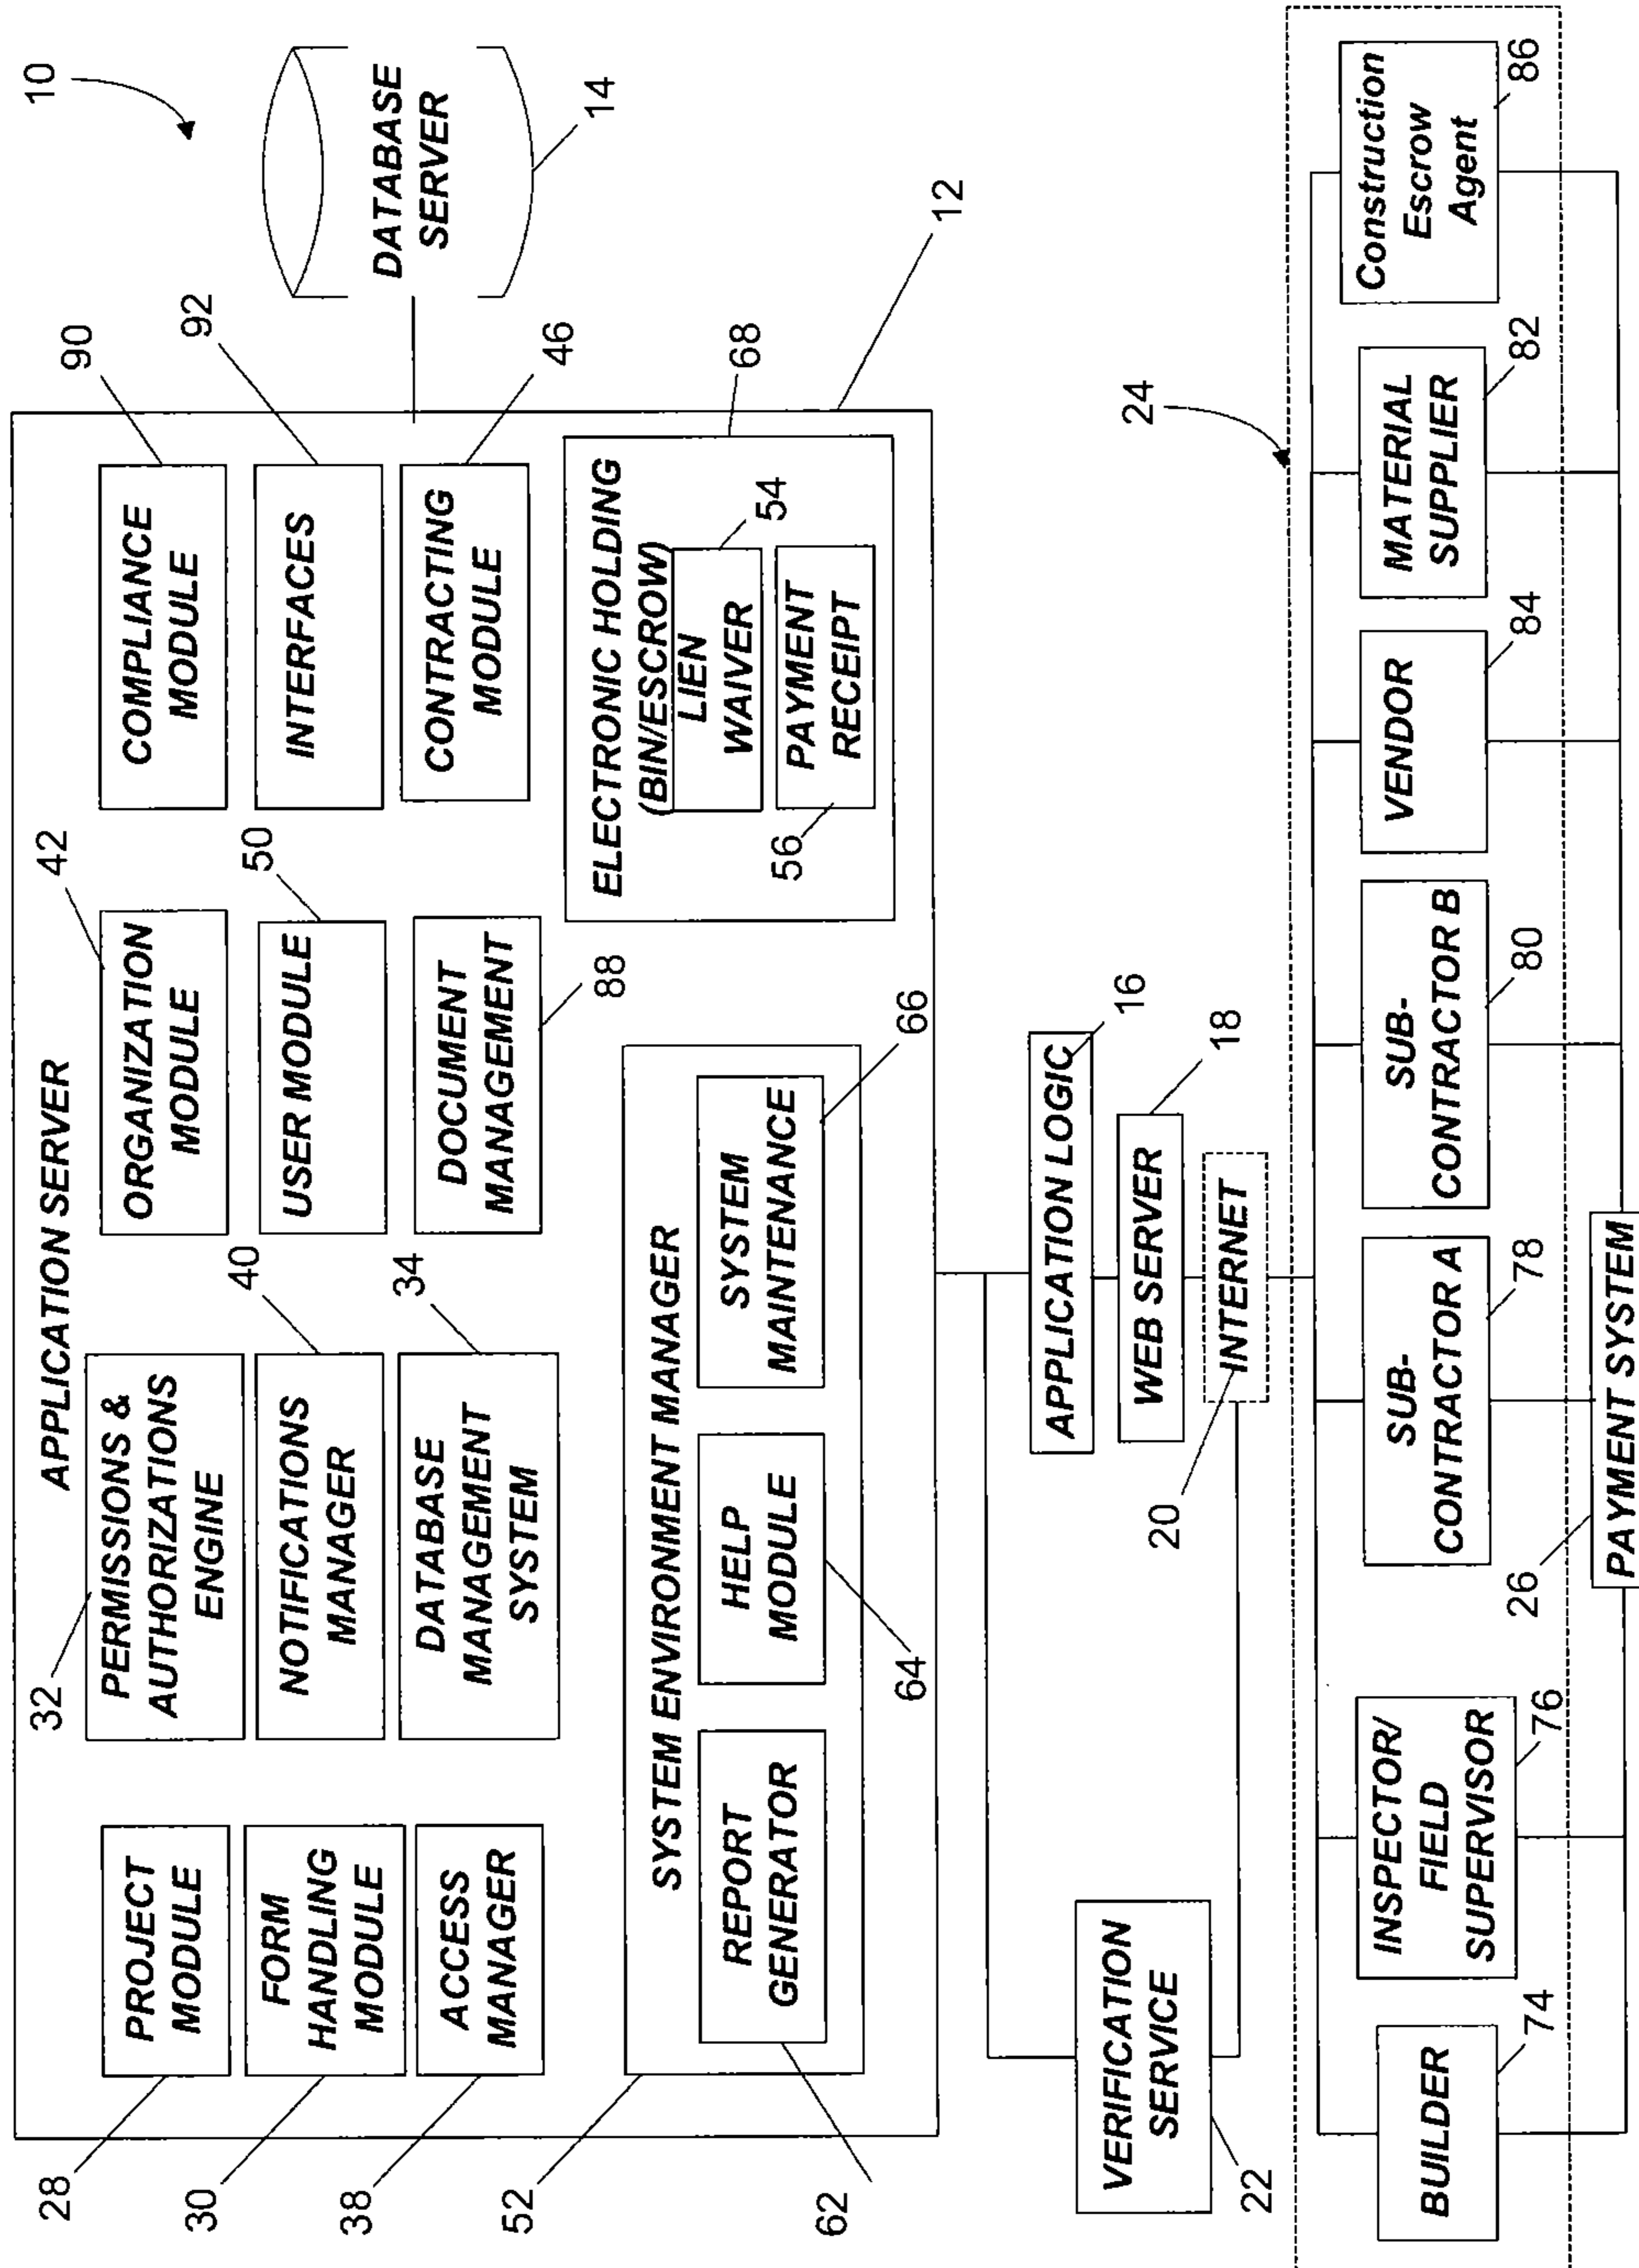 10
APPLICATION SERVER
28
PROJECT
MODULE
32
PERMISSIONS &
AUTHORIZATIONS
ENGINE
42
ORGANIZATION
MODULE
90
COMPLIANCE
MODULE
30
FORM
HANDLING
MODULE
40
NOTIFICATIONS
MANAGER
50
USER MODULE
92
INTERFACES
38
ACCESS
MANAGER
34
DATABASE
MANAGEMENT
SYSTEM
DOCUMENT
MANAGEMENT
88
46
CONTRACTING
MODULE
DATABASE
SERVER
14
52
SYSTEM ENVIRONMENT MANAGER
62
REPORT
GENERATOR
HELP
MODULE
64
SYSTEM
MAINTENANCE
66
68
ELECTRONIC HOLDING
(BIN/ESCROW)
54
LIEN
WAIVER
56
PAYMENT
RECEIPT
12
APPLICATION LOGIC
16
WEB SERVER
18
20
INTERNET
VERIFICATION
SERVICE
22
24
BUILDER
74
INSPECTOR/
FIELD
SUPERVISOR
76
SUB-
CONTRACTOR A
78
SUB-
CONTRACTOR B
80
VENDOR
84
MATERIAL
SUPPLIER
82
Construction
Escrow
Agent
86
26
PAYMENT SYSTEM